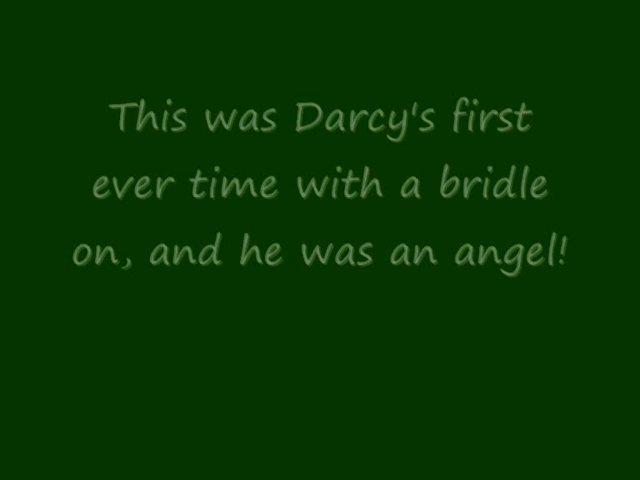 This was Darcy's first
ever time with a bridle
on, and he was an angel!